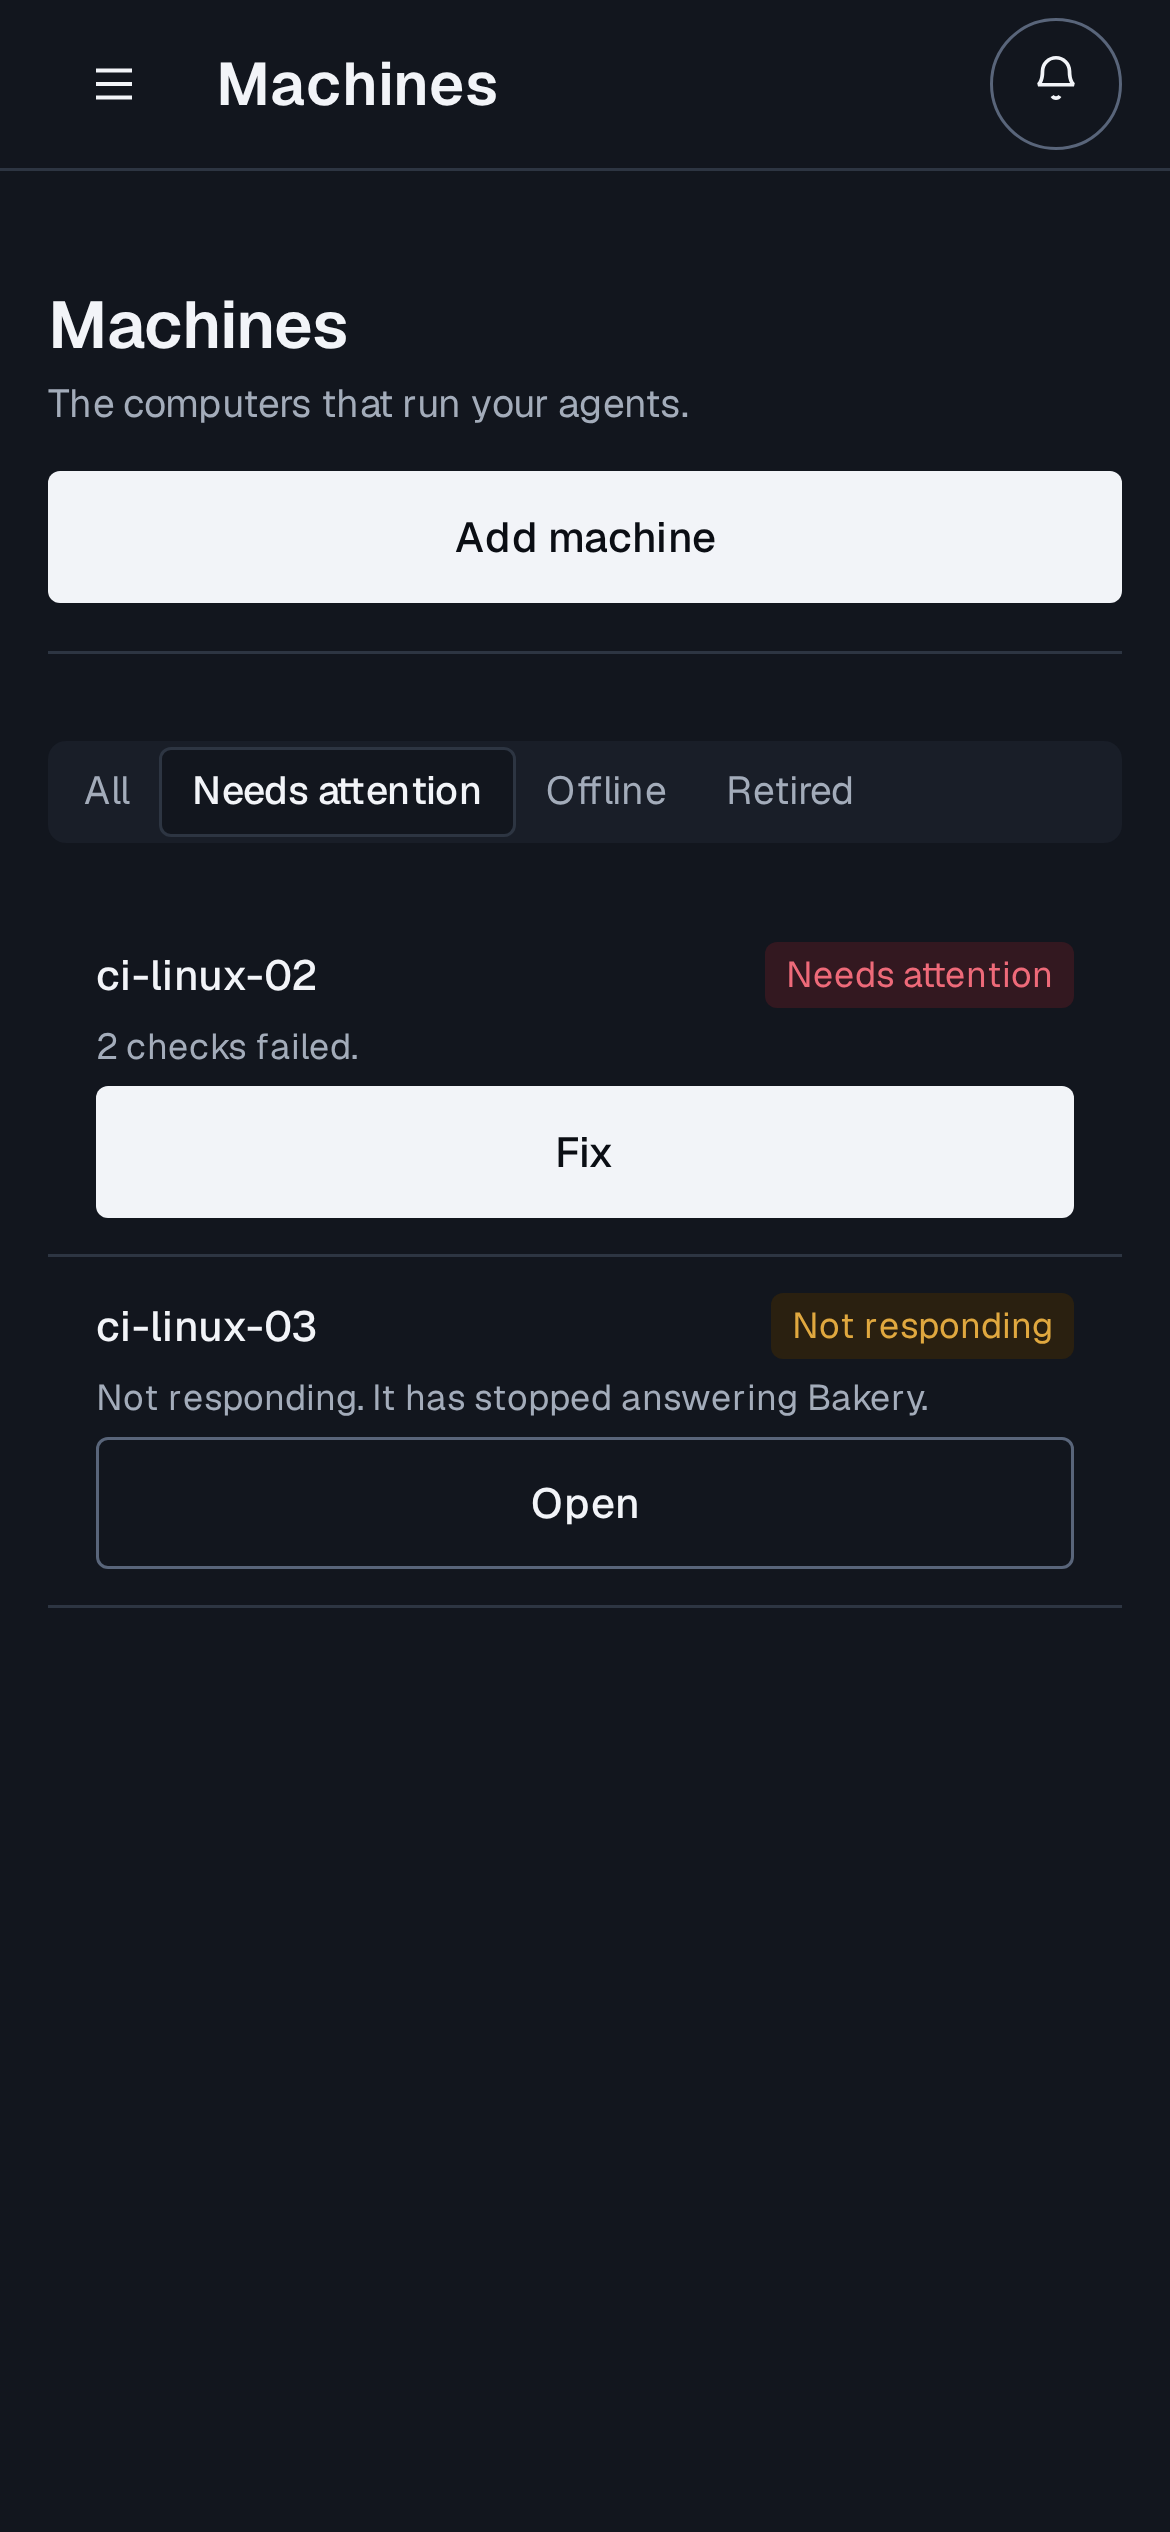 Machines
Machines
The computers that run your agents.
Add machine
All Needs attention Offline Retired
ci-linux-02 Needs attention
2 checks failed.
Fix
ci-linux-03 Not responding
Not responding. It has stopped answering Bakery.
Open